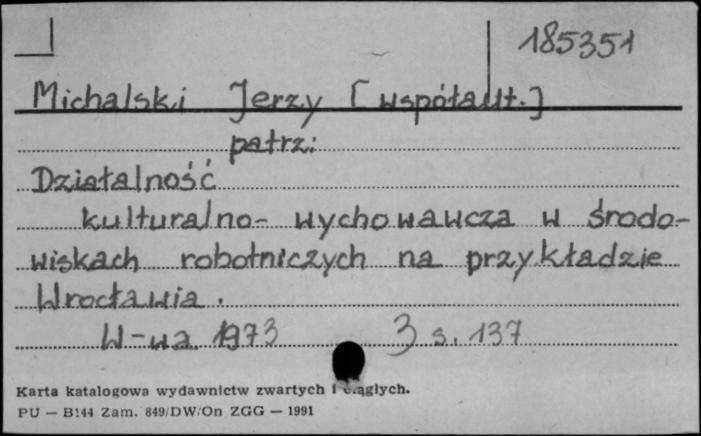 185351
Michalski Jerzy [współaut.]
patrz:
Działalność
kulturalno- wychowawcza w środo-
wiskach robotniczych na przykładzie
Wrocławia.
W-wa 1973 3 s. 137
Karta katalogowa wydawnictw zwartych i ciągłych.
PU — B144 Zam. 849/DW/On ZGG — 1991